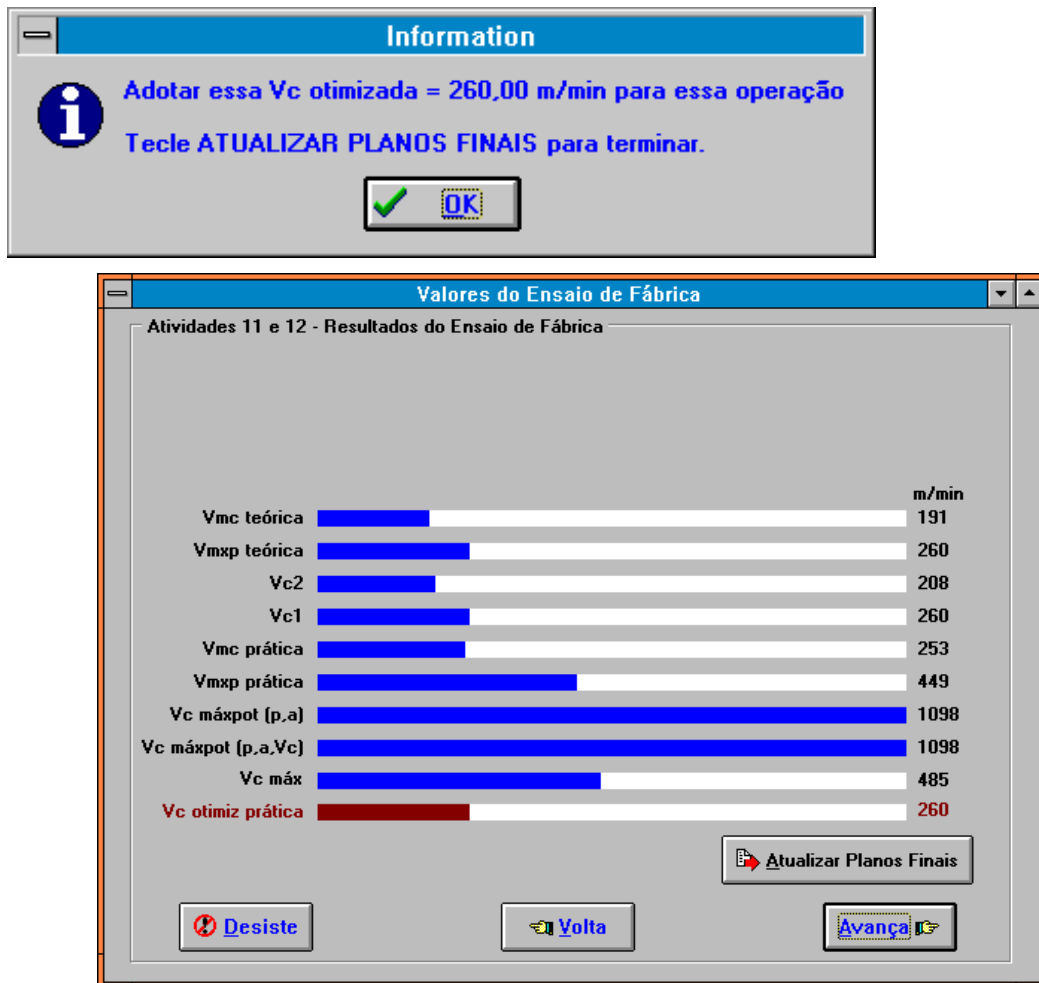 Information
Adotar essa Vc otimizada = 260,00 m/min para essa operação
Tecle ATUALIZAR PLANOS FINAIS para terminar.
OK
Valores do Ensaio de Fábrica
Atividades 11 e 12 - Resultados do Ensaio de Fábrica
m/min
Vmc teórica 191
Vmxp teórica 260
Vc2 208
Vc1 260
Vmc prática 253
Vmxp prática 449
Vc máxpot (p,a) 1098
Vc máxpot (p,a,Vc) 1098
Vc máx 485
Vc otimiz prática 260
Atualizar Planos Finais
Desiste Volta Avança